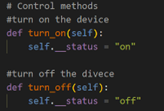 # Control methods
#turn on the device
def turn_on(self):
    self.__status = "on"
#turn off the divece
def turn_off(self):
    self.__status = "off"